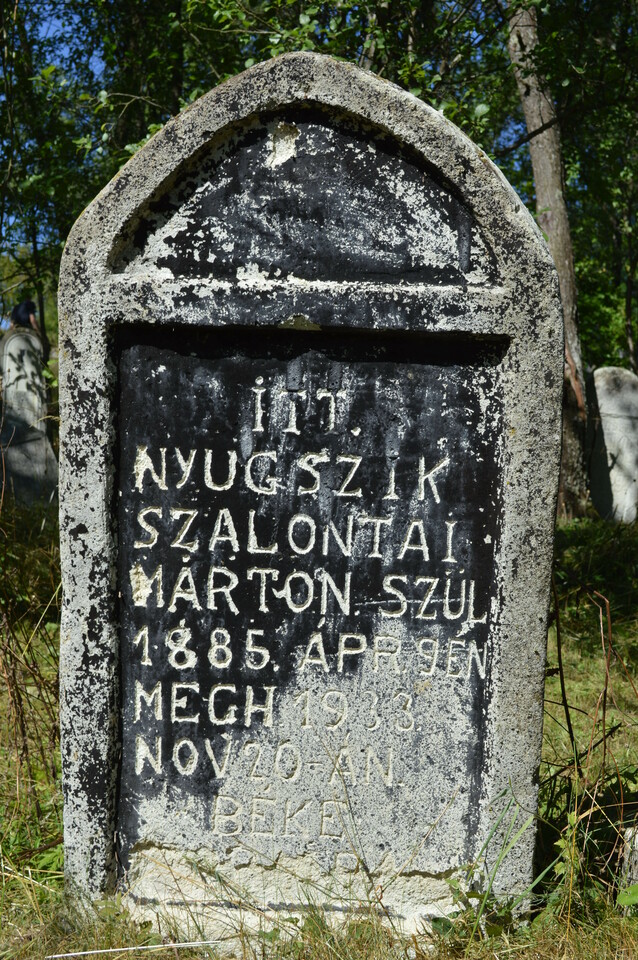 ITT.
NYUGSZIK
SZALONTAI
MÁRTON. SZÜL
1885. ÁPR. 9ÉN
MEGH 1933.
NOV 20-ÁN.
BÉKE